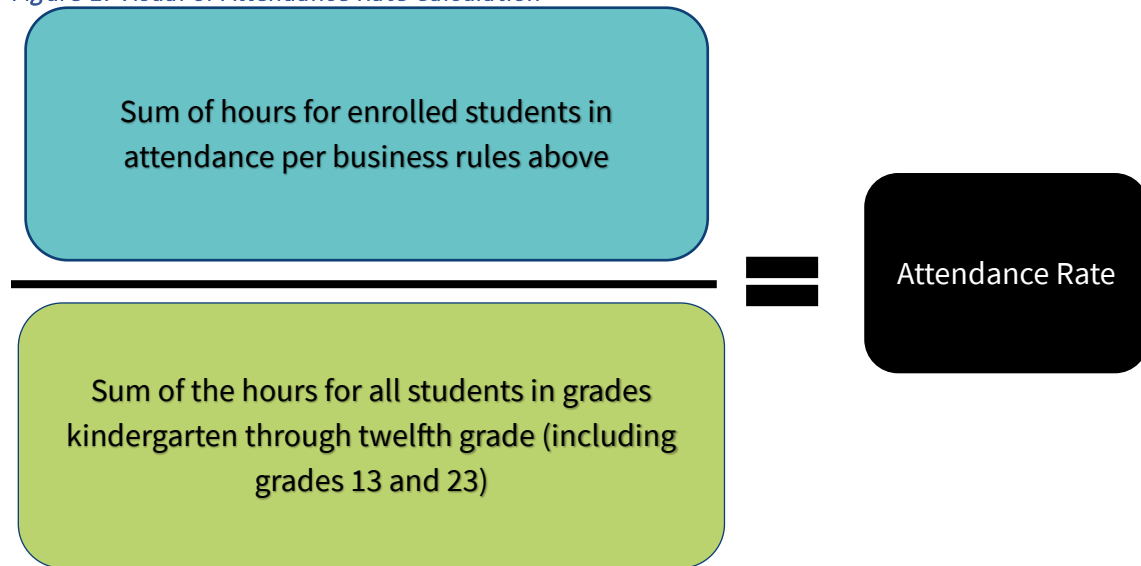 Sum of hours for enrolled students in
attendance per business rules above
Attendance Rate
Sum of the hours for all students in grades
kindergarten through twelfth grade (including
grades 13 and 23)